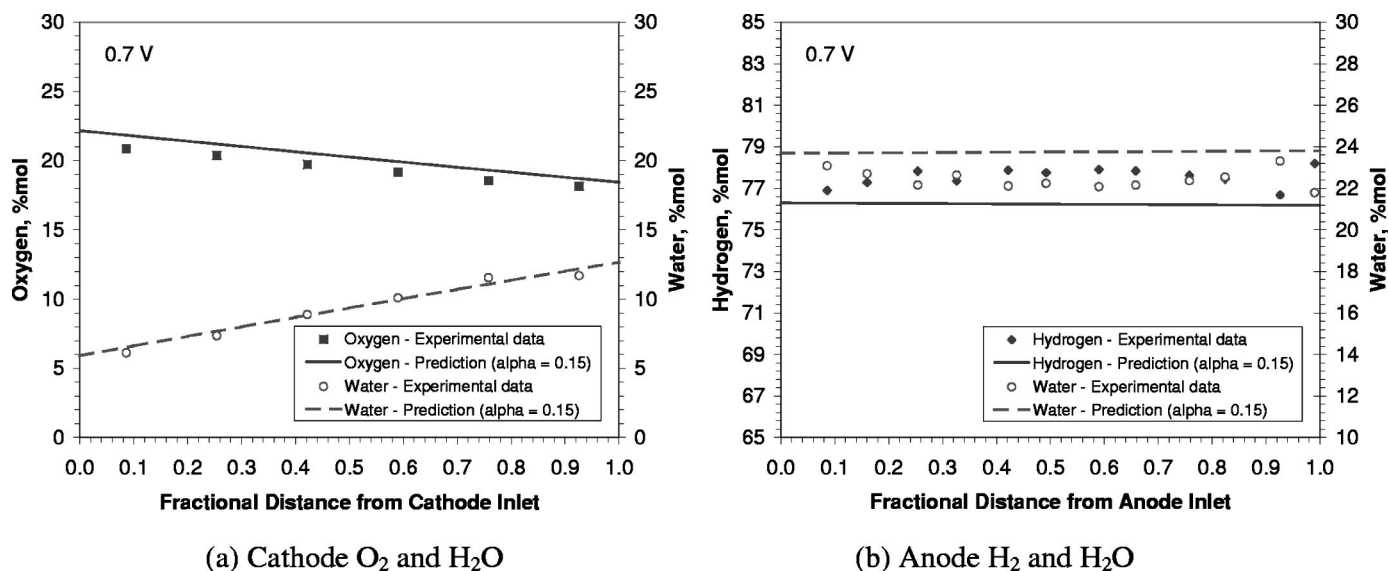 0.7 V
Oxygen, %mol
Water, %mol
30
25
20
15
10
5
0
30
25
20
15
10
5
0
Oxygen - Experimental data
Oxygen - Prediction (alpha = 0.15)
Water - Experimental data
Water - Prediction (alpha = 0.15)
0.0 0.1 0.2 0.3 0.4 0.5 0.6 0.7 0.8 0.9 1.0
Fractional Distance from Cathode Inlet
(a) Cathode O₂ and H₂O
0.7 V
Hydrogen, %mol
Water, %mol
85
83
81
79
77
75
73
71
69
67
65
30
28
26
24
22
20
18
16
14
12
10
Hydrogen - Experimental data
Hydrogen - Prediction (alpha = 0.15)
Water - Experimental data
Water - Prediction (alpha = 0.15)
0.0 0.1 0.2 0.3 0.4 0.5 0.6 0.7 0.8 0.9 1.0
Fractional Distance from Anode Inlet
(b) Anode H₂ and H₂O